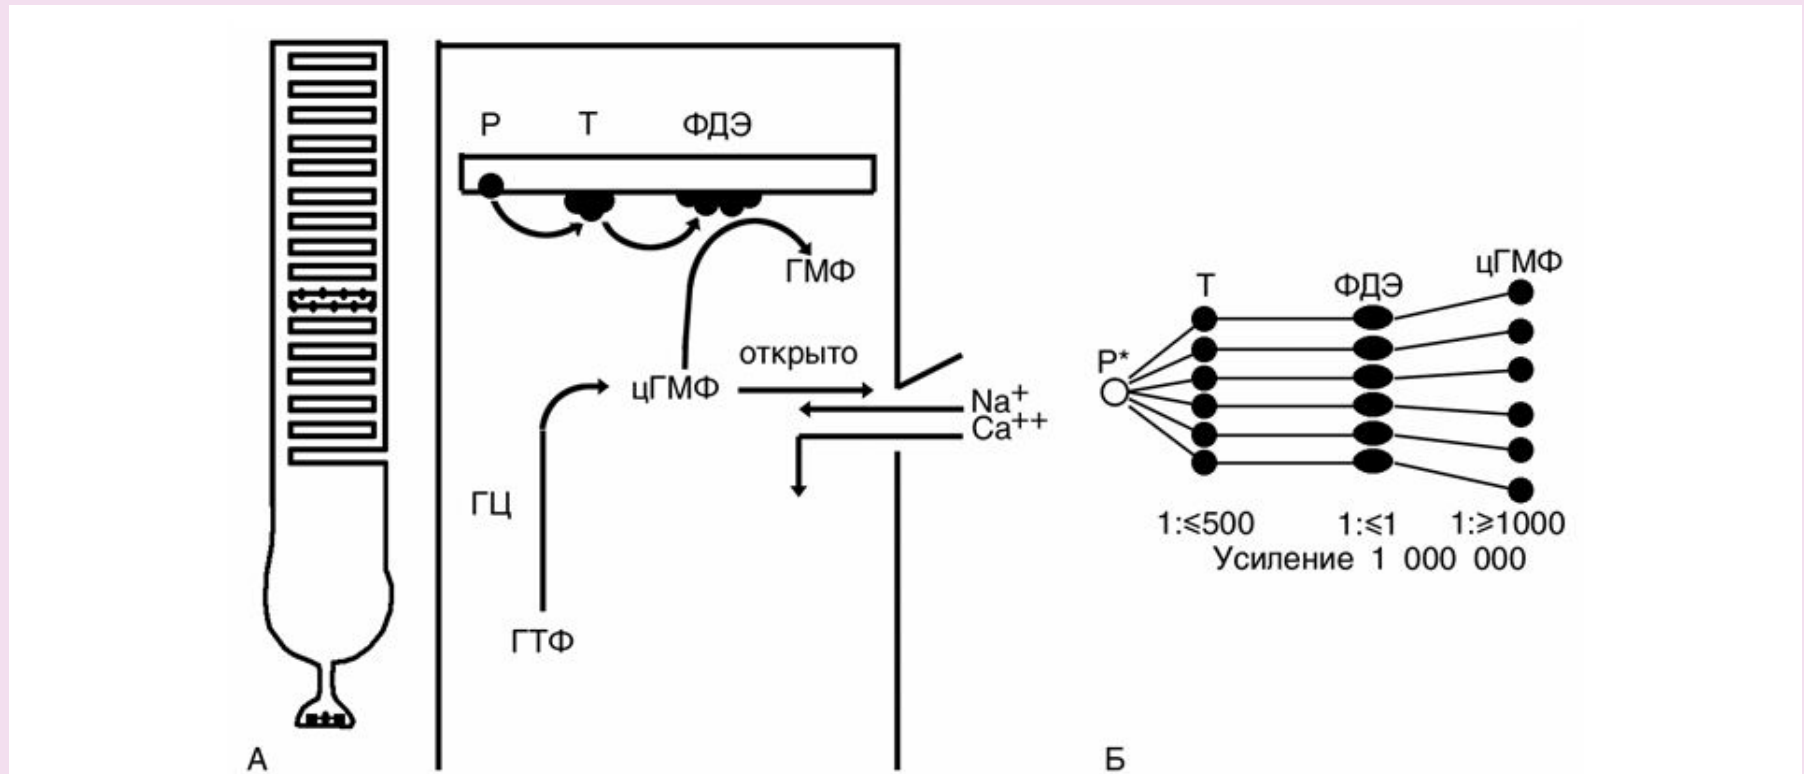 Р Т ФДЭ
ГМФ
открыто
цГМФ
Na+
Ca++
ГЦ
ГТФ
А
цГМФ
Т ФДЭ
Р*
1:⩽500 1:⩽1 1:⩾1000
Усиление 1 000 000
Б